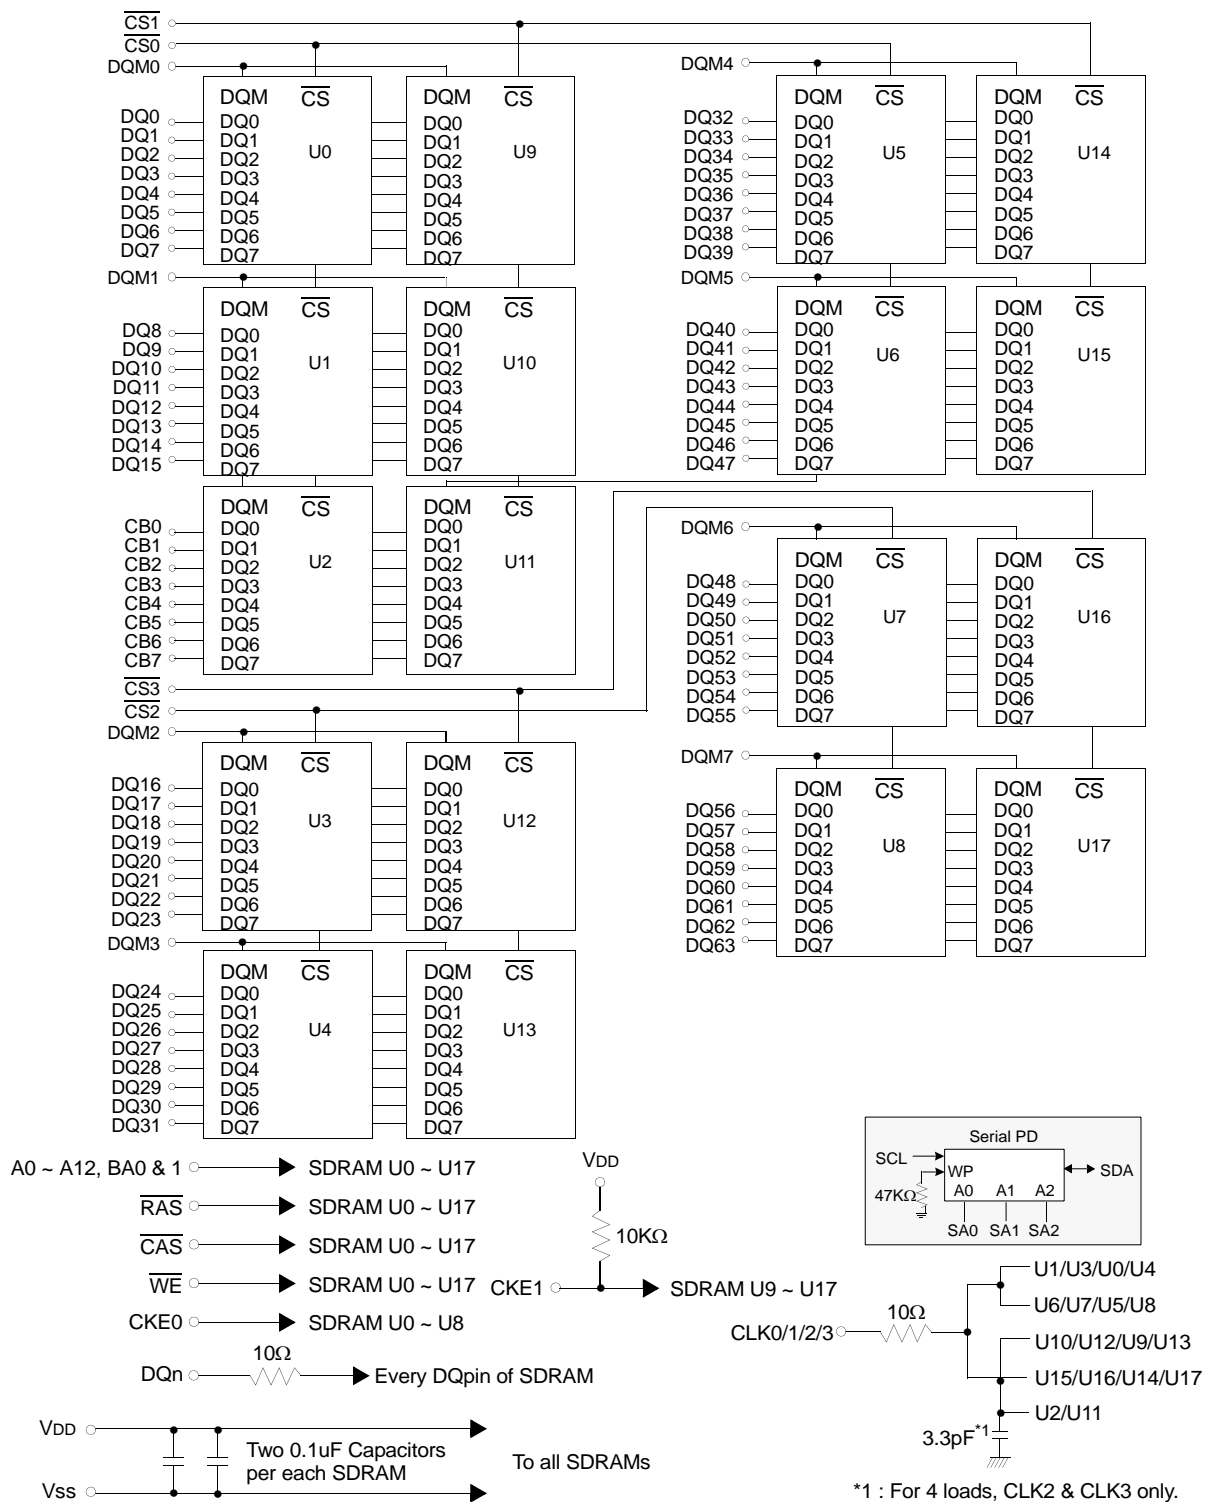 CS1
CS0
DQM0
DQM CS
DQ0 DQ0
DQ1 DQ1
DQ2 DQ2
DQ3 DQ3
DQ4 DQ4
DQ5 DQ5
DQ6 DQ6
DQ7 DQ7
U0
DQM CS
DQ0
DQ1
DQ2
DQ3
DQ4
DQ5
DQ6
DQ7
U9
DQM1
DQM CS
DQ8 DQ0
DQ9 DQ1
DQ10 DQ2
DQ11 DQ3
DQ12 DQ4
DQ13 DQ5
DQ14 DQ6
DQ15 DQ7
U1
DQM CS
DQ0
DQ1
DQ2
DQ3
DQ4
DQ5
DQ6
DQ7
U10
DQM CS
CB0 DQ0
CB1 DQ1
CB2 DQ2
CB3 DQ3
CB4 DQ4
CB5 DQ5
CB6 DQ6
CB7 DQ7
U2
DQM CS
DQ0
DQ1
DQ2
DQ3
DQ4
DQ5
DQ6
DQ7
U11
CS3
CS2
DQM2
DQM CS
DQ16 DQ0
DQ17 DQ1
DQ18 DQ2
DQ19 DQ3
DQ20 DQ4
DQ21 DQ5
DQ22 DQ6
DQ23 DQ7
U3
DQM CS
DQ0
DQ1
DQ2
DQ3
DQ4
DQ5
DQ6
DQ7
U12
DQM3
DQM CS
DQ24 DQ0
DQ25 DQ1
DQ26 DQ2
DQ27 DQ3
DQ28 DQ4
DQ29 DQ5
DQ30 DQ6
DQ31 DQ7
U4
DQM CS
DQ0
DQ1
DQ2
DQ3
DQ4
DQ5
DQ6
DQ7
U13
DQM4
DQM CS
DQ32 DQ0
DQ33 DQ1
DQ34 DQ2
DQ35 DQ3
DQ36 DQ4
DQ37 DQ5
DQ38 DQ6
DQ39 DQ7
U5
DQM CS
DQ0
DQ1
DQ2
DQ3
DQ4
DQ5
DQ6
DQ7
U14
DQM5
DQM CS
DQ40 DQ0
DQ41 DQ1
DQ42 DQ2
DQ43 DQ3
DQ44 DQ4
DQ45 DQ5
DQ46 DQ6
DQ47 DQ7
U6
DQM CS
DQ0
DQ1
DQ2
DQ3
DQ4
DQ5
DQ6
DQ7
U15
DQM6
DQM CS
DQ48 DQ0
DQ49 DQ1
DQ50 DQ2
DQ51 DQ3
DQ52 DQ4
DQ53 DQ5
DQ54 DQ6
DQ55 DQ7
U7
DQM CS
DQ0
DQ1
DQ2
DQ3
DQ4
DQ5
DQ6
DQ7
U16
DQM7
DQM CS
DQ56 DQ0
DQ57 DQ1
DQ58 DQ2
DQ59 DQ3
DQ60 DQ4
DQ61 DQ5
DQ62 DQ6
DQ63 DQ7
U8
DQM CS
DQ0
DQ1
DQ2
DQ3
DQ4
DQ5
DQ6
DQ7
U17
A0 ~ A12, BA0 & 1 SDRAM U0 ~ U17
RAS SDRAM U0 ~ U17
CAS SDRAM U0 ~ U17
WE SDRAM U0 ~ U17
CKE0 SDRAM U0 ~ U8
DQn 10Ω Every DQpin of SDRAM
VDD
10KΩ
CKE1 SDRAM U9 ~ U17
VDD
Two 0.1uF Capacitors
per each SDRAM
To all SDRAMs
Vss
Serial PD
SCL
WP
SDA
47KΩ
A0 A1 A2
SA0 SA1 SA2
CLK0/1/2/3
10Ω
U1/U3/U0/U4
U6/U7/U5/U8
U10/U12/U9/U13
U15/U16/U14/U17
U2/U11
3.3pF*1
*1 : For 4 loads, CLK2 & CLK3 only.